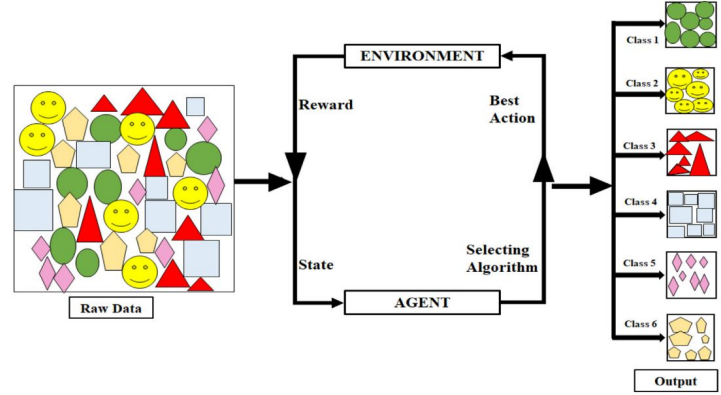 Raw Data
ENVIRONMENT
Reward
Best
Action
State
Selecting
Algorithm
AGENT
Class 1
Class 2
Class 3
Class 4
Class 5
Class 6
Output